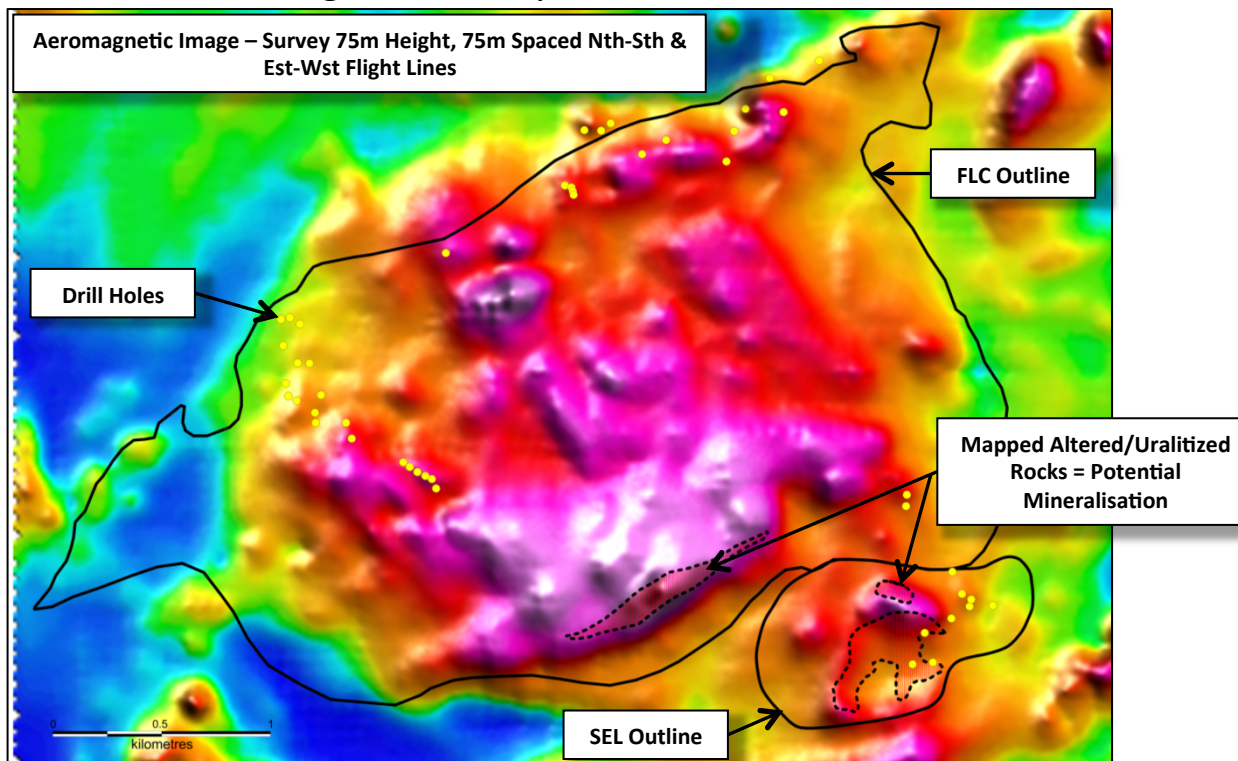 Aeromagnetic Image – Survey 75m Height, 75m Spaced Nth-Sth &
Est-Wst Flight Lines
FLC Outline
Drill Holes
Mapped Altered/Uralitized
Rocks = Potential
Mineralisation
0 0.5 1
kilometres
SEL Outline